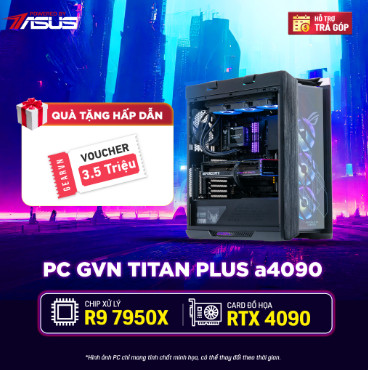 POWERED BY
ASUS
HỖ TRỢ
TRẢ GÓP
QUÀ TẶNG HẤP DẪN
GEARVN
VOUCHER
3.5 Triệu
PC GVN TITAN PLUS a4090
CHIP XỬ LÝ
R9 7950X
CARD ĐỒ HỌA
RTX 4090
*Hình ảnh PC chỉ mang tính chất minh họa, có thể thay đổi theo thời gian.